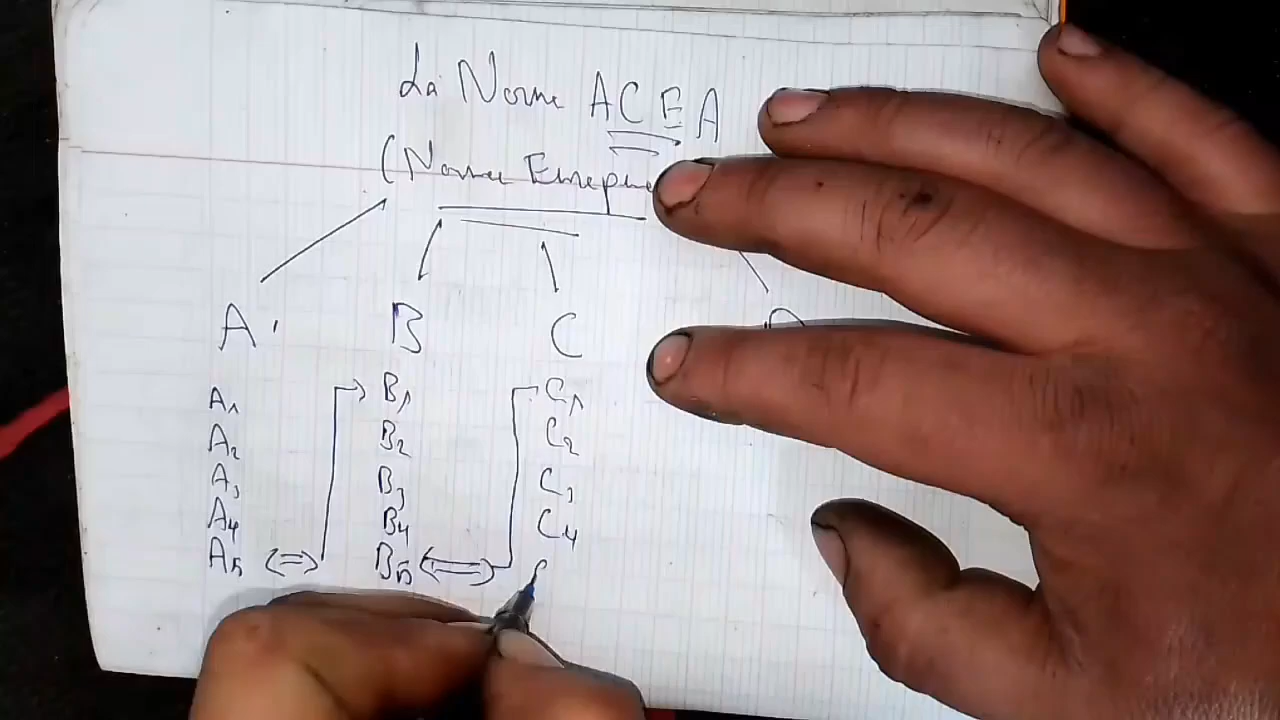 La Norme ACEA
(Norme Europ
A B C
A1 B1 C1
A2 B2 C2
A3 B3 C3
A4 B4 C4
A5 B5